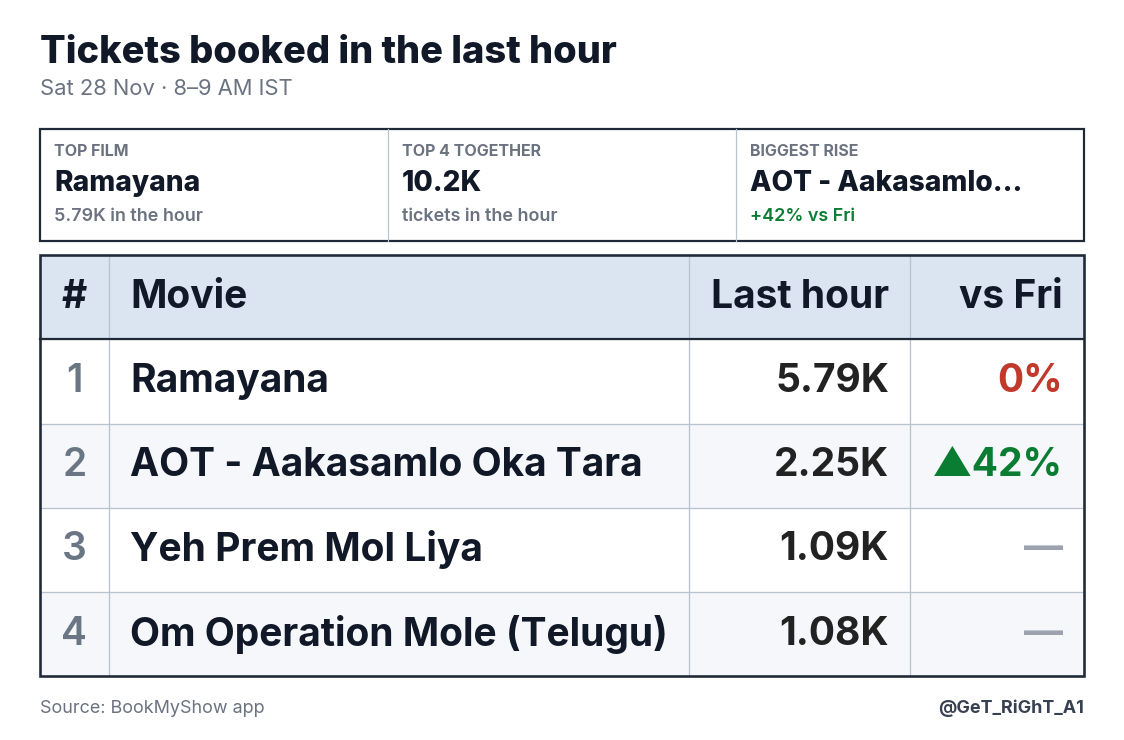 Tickets booked in the last hour
Sat 28 Nov · 8–9 AM IST
TOP FILM
Ramayana
5.79K in the hour
TOP 4 TOGETHER
10.2K
tickets in the hour
BIGGEST RISE
AOT - Aakasamlo...
+42% vs Fri
# Movie Last hour vs Fri
1 Ramayana 5.79K 0%
2 AOT - Aakasamlo Oka Tara 2.25K ▲42%
3 Yeh Prem Mol Liya 1.09K —
4 Om Operation Mole (Telugu) 1.08K —
Source: BookMyShow app
@GeT_RiGhT_A1